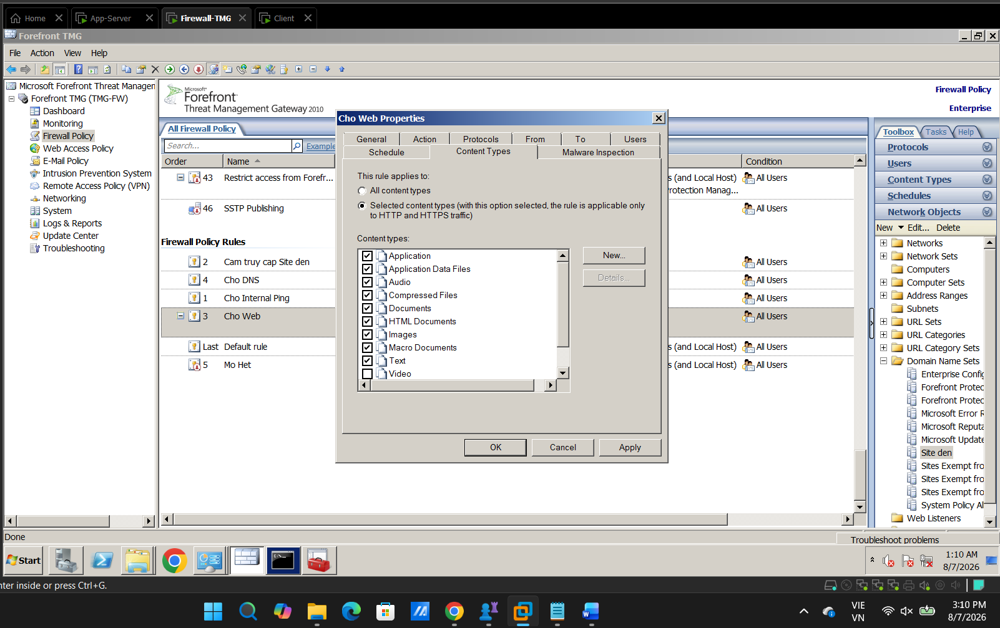 Home
App-Server
Firewall-TMG
Client
Forefront TMG
File Action View Help
Microsoft Forefront Threat Manager
Forefront TMG (TMG-FW)
Dashboard
Monitoring
Firewall Policy
Web Access Policy
E-Mail Policy
Intrusion Prevention System
Remote Access Policy (VPN)
Networking
System
Logs & Reports
Update Center
Troubleshooting
Microsoft®
Forefront™
Threat Management Gateway 2010
Firewall Policy
Enterprise
All Firewall Policy
Search...
Example
Order Name Condition
43 Restrict access from Forefr... s (and Local Host) All Users
rotection Manag...
46 SSTP Publishing All Users
Firewall Policy Rules
2 Cam truy cap Site den All Users
4 Cho DNS All Users
1 Cho Internal Ping All Users
3 Cho Web All Users
Last Default rule s (and Local Host) All Users
5 Mo Het s (and Local Host) All Users
Cho Web Properties
General Action Protocols From To Users
Schedule Content Types Malware Inspection
This rule applies to:
All content types
Selected content types (with this option selected, the rule is applicable only
to HTTP and HTTPS traffic)
Content types:
Application
Application Data Files
Audio
Compressed Files
Documents
HTML Documents
Images
Macro Documents
Text
Video
New...
Details...
OK Cancel Apply
Toolbox Tasks Help
Protocols
Users
Content Types
Schedules
Network Objects
New Edit... Delete
Networks
Network Sets
Computers
Computer Sets
Address Ranges
Subnets
URL Sets
URL Categories
URL Category Sets
Domain Name Sets
Enterprise Config
Forefront Protec
Forefront Protec
Microsoft Error R
Microsoft Reputa
Microsoft Update
Site den
Sites Exempt fro
Sites Exempt fro
Sites Exempt fro
System Policy Al
Web Listeners
Done
Troubleshoot problems
Start
C:\_
1:10 AM
8/7/2026
nter inside or press Ctrl+G.
VIE
VN
3:10 PM
8/7/2026